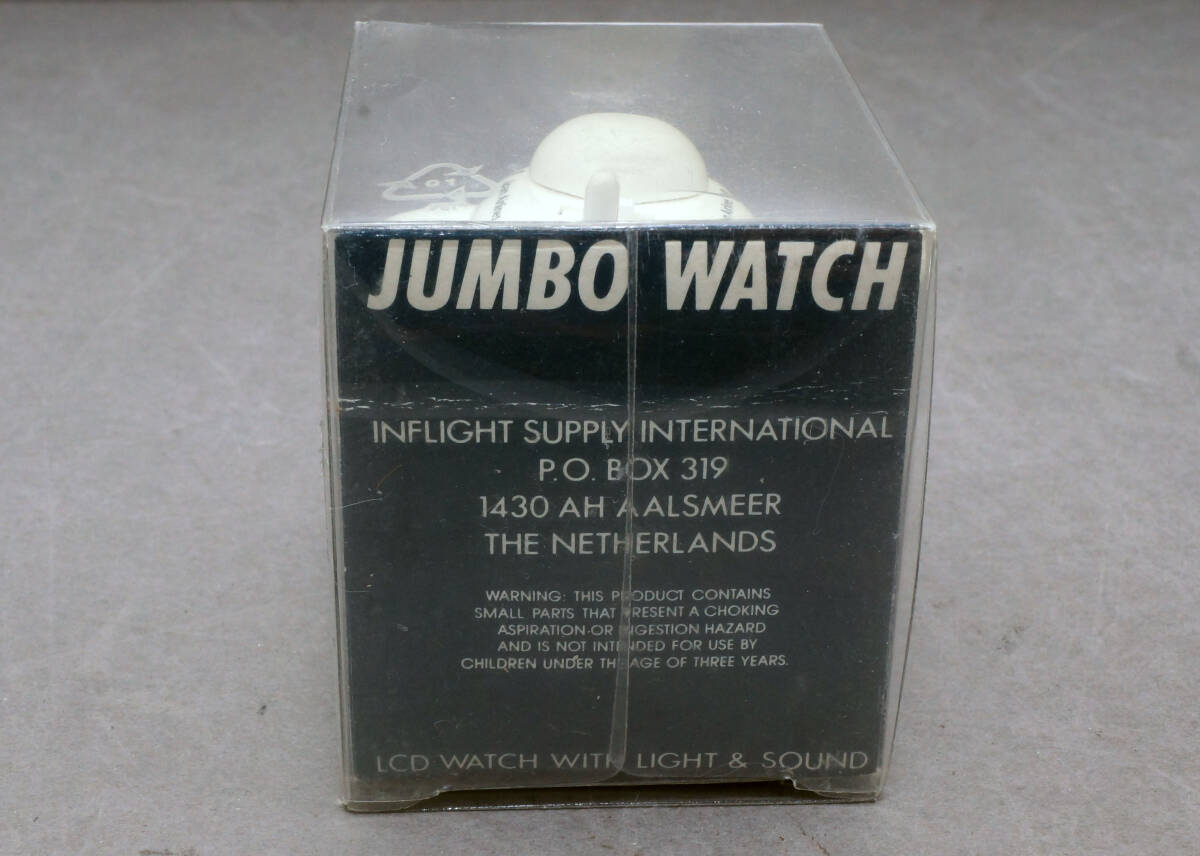 JUMBO WATCH
INFLIGHT SUPPLY INTERNATIONAL
P.O. BOX 319
1430 AH AALSMEER
THE NETHERLANDS
WARNING: THIS PRODUCT CONTAINS
SMALL PARTS THAT PRESENT A CHOKING
ASPIRATION OR INGESTION HAZARD
AND IS NOT INTENDED FOR USE BY
CHILDREN UNDER THE AGE OF THREE YEARS.
LCD WATCH WITH LIGHT & SOUND